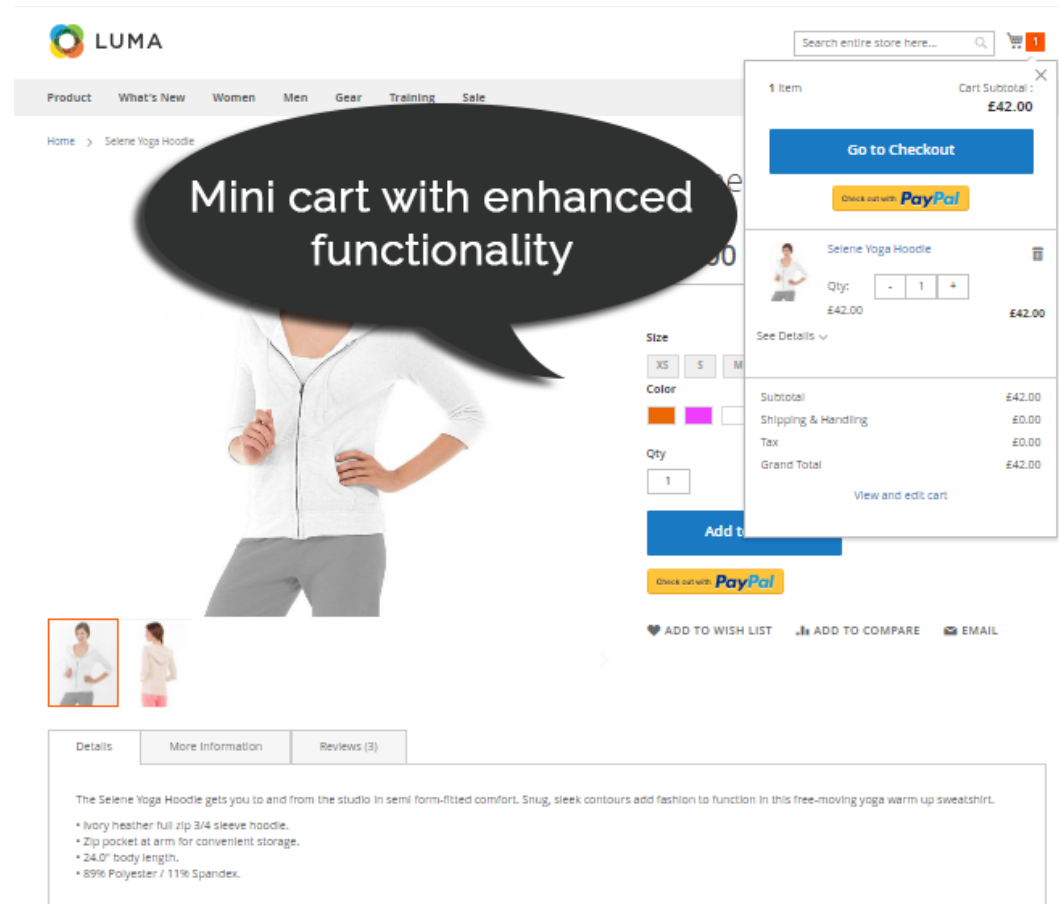 LUMA
Search entire store here...
1
Product What's New Women Men Gear Training Sale
Home > Selene Yoga Hoodie
Mini cart with enhanced
functionality
1 Item
Cart Subtotal :
£42.00
Go to Checkout
Check out with PayPal
Selene Yoga Hoodie
Qty: - 1 +
£42.00
£42.00
See Details
Subtotal £42.00
Shipping & Handling £0.00
Tax £0.00
Grand Total £42.00
View and edit cart
Size
XS S M
Color
Qty
1
Add t
Check out with PayPal
ADD TO WISH LIST ADD TO COMPARE EMAIL
Details More Information Reviews (3)
The Selene Yoga Hoodie gets you to and from the studio in semi form-fitted comfort. Snug, sleek contours add fashion to function in this free-moving yoga warm up sweatshirt.
• Ivory heather full zip 3/4 sleeve hoodie.
• Zip pocket at arm for convenient storage.
• 24.0" body length.
• 89% Polyester / 11% Spandex.